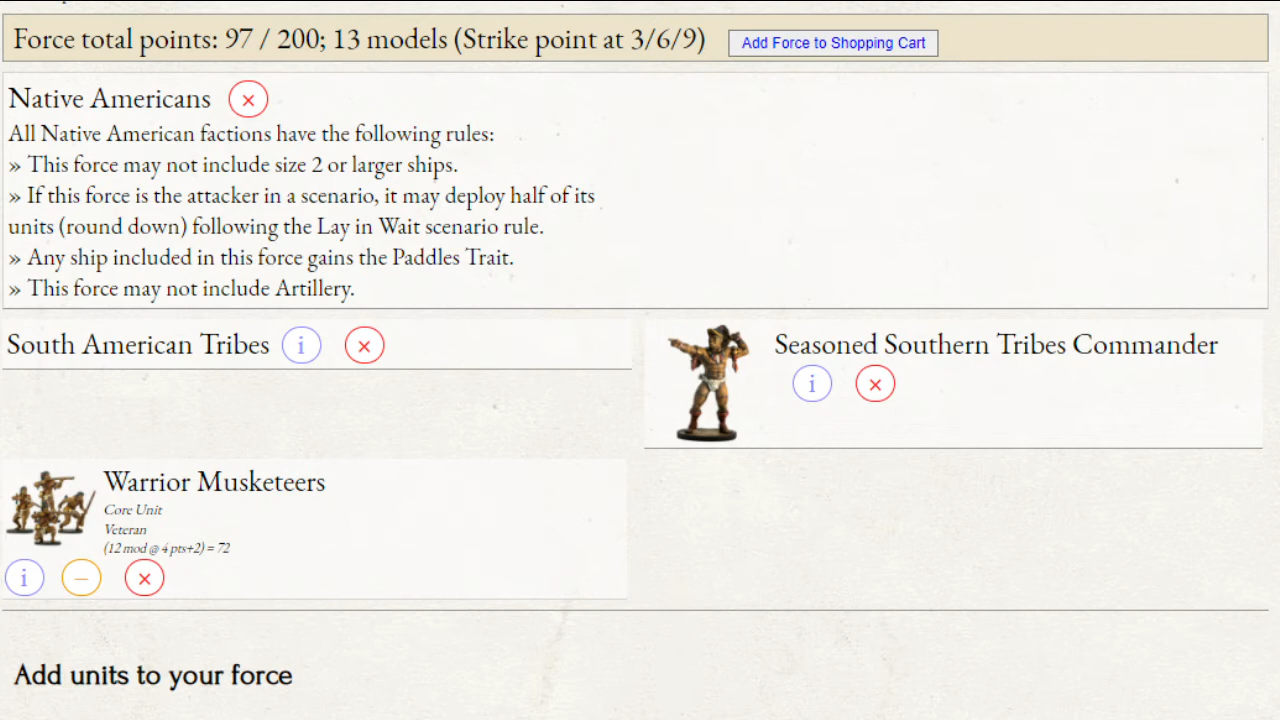 Force total points: 97 / 200; 13 models (Strike point at 3/6/9)
Add Force to Shopping Cart
Native Americans
All Native American factions have the following rules:
» This force may not include size 2 or larger ships.
» If this force is the attacker in a scenario, it may deploy half of its
units (round down) following the Lay in Wait scenario rule.
» Any ship included in this force gains the Paddles Trait.
» This force may not include Artillery.
South American Tribes
i
×
Seasoned Southern Tribes Commander
i
×
Warrior Musketeers
Core Unit
Veteran
(12 mod @ 4 pts+2) = 72
i
–
×
Add units to your force